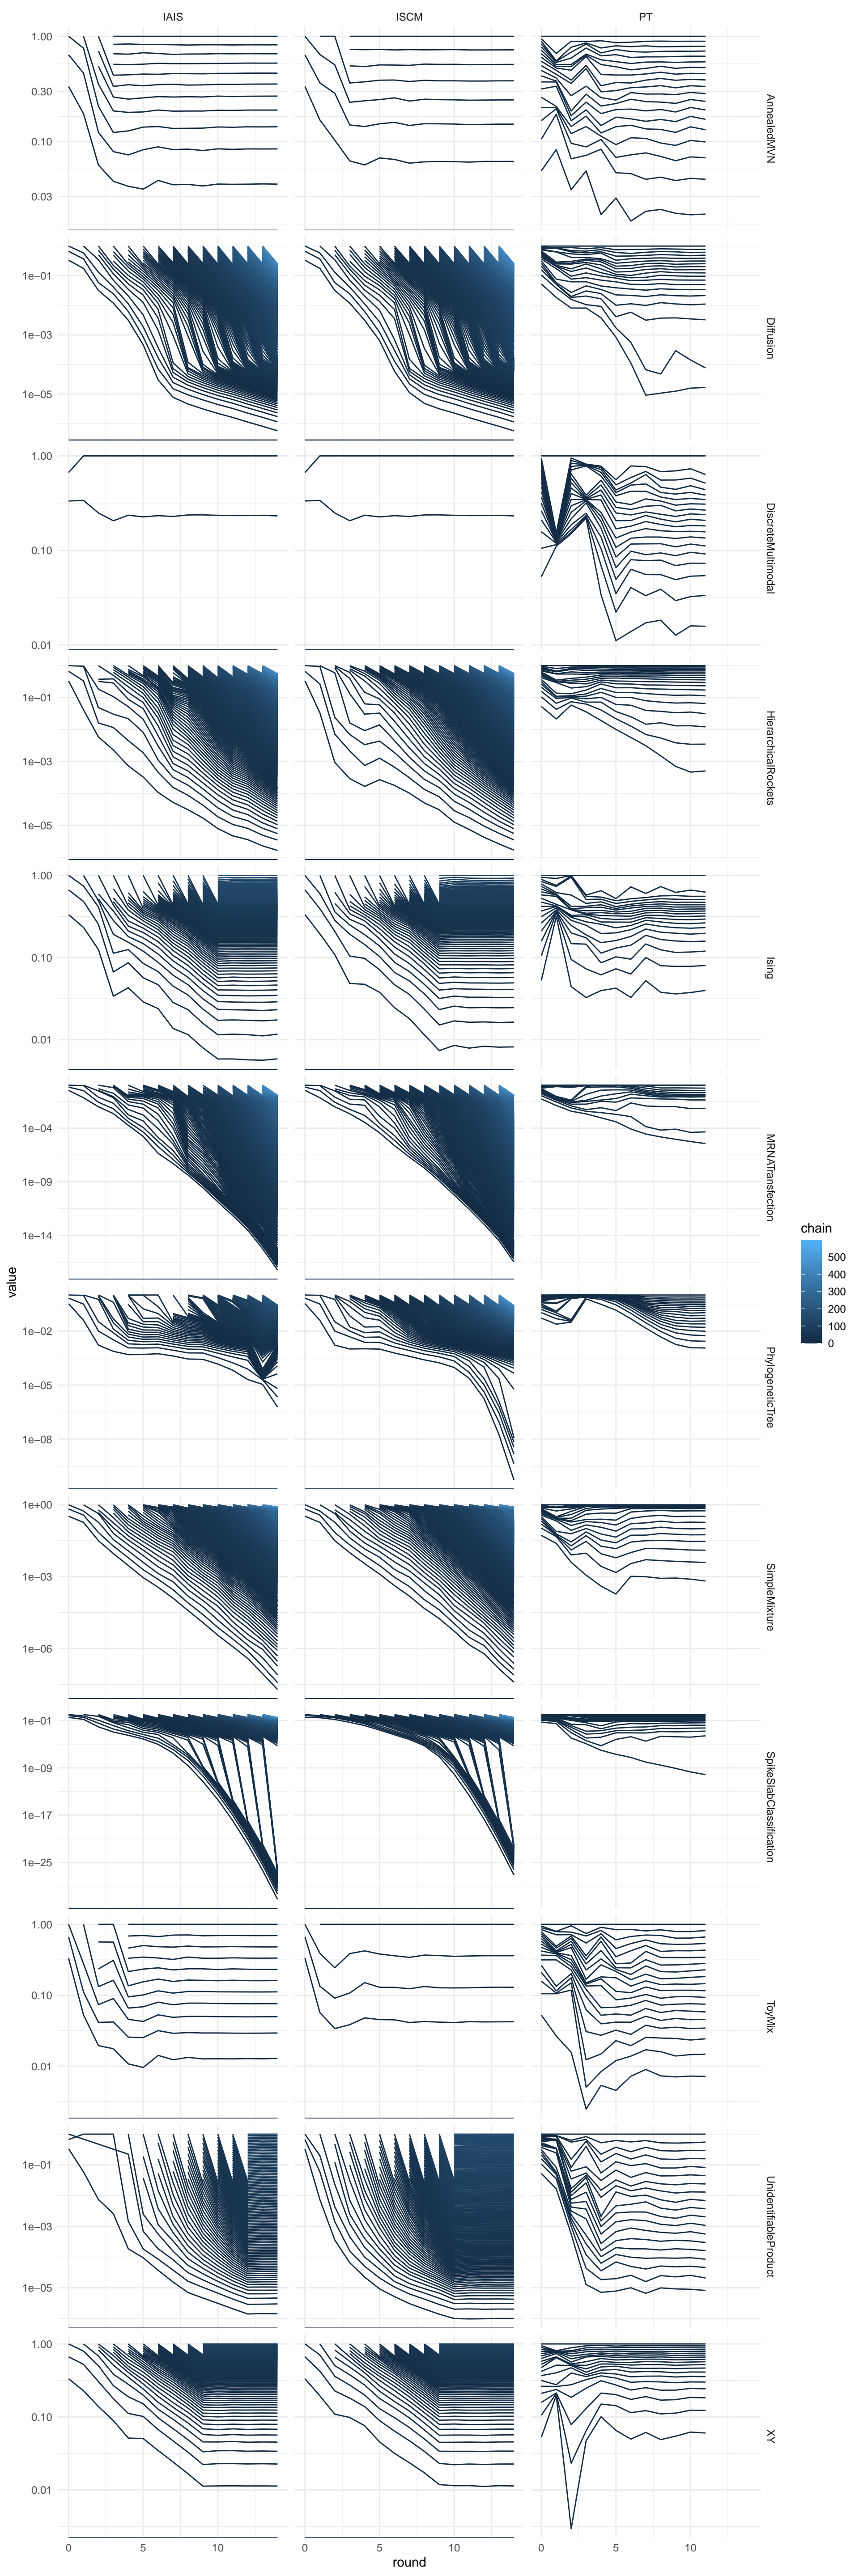 IAIS
ISCM
PT
1.00
0.30
0.10
0.03
AnnealedMVN
1e−01
1e−03
1e−05
Diffusion
1.00
0.10
0.01
DiscreteMultimodal
1e−01
1e−03
1e−05
HierarchicalRockets
1.00
0.10
0.01
Ising
1e−04
1e−09
1e−14
MRNATransfection
1e−02
1e−05
1e−08
PhylogeneticTree
1e+00
1e−03
1e−06
SimpleMixture
1e−01
1e−09
1e−17
1e−25
SpikeSlabClassification
1.00
0.10
0.01
ToyMix
1e−01
1e−03
1e−05
UnidentifiableProduct
1.00
0.10
0.01
XY
0 5 10
0 5 10
0 5 10
round
value
chain
500
400
300
200
100
0